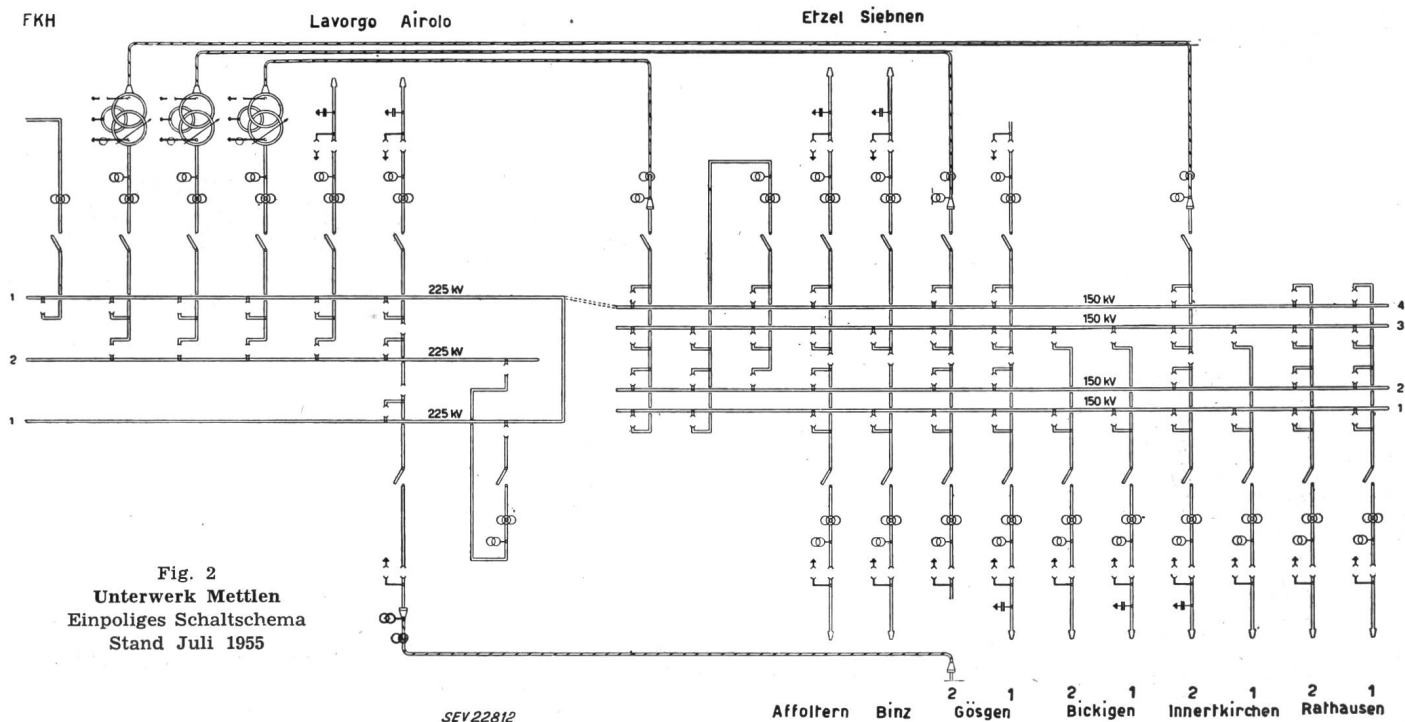 FKH Lavorgo Airolo Etzel Siebnen
1 225 kV
4 150 kV
3 150 kV
2 225 kV
2 150 kV
1 150 kV
1 225 kV
Fig. 2
Unterwerk Mettlen
Einpoliges Schaltschema
Stand Juli 1955
2 1 2 1 2 1 2 1
Affoltern Binz Gösgen Bickigen Innertkirchen Rathausen
SEV 22812